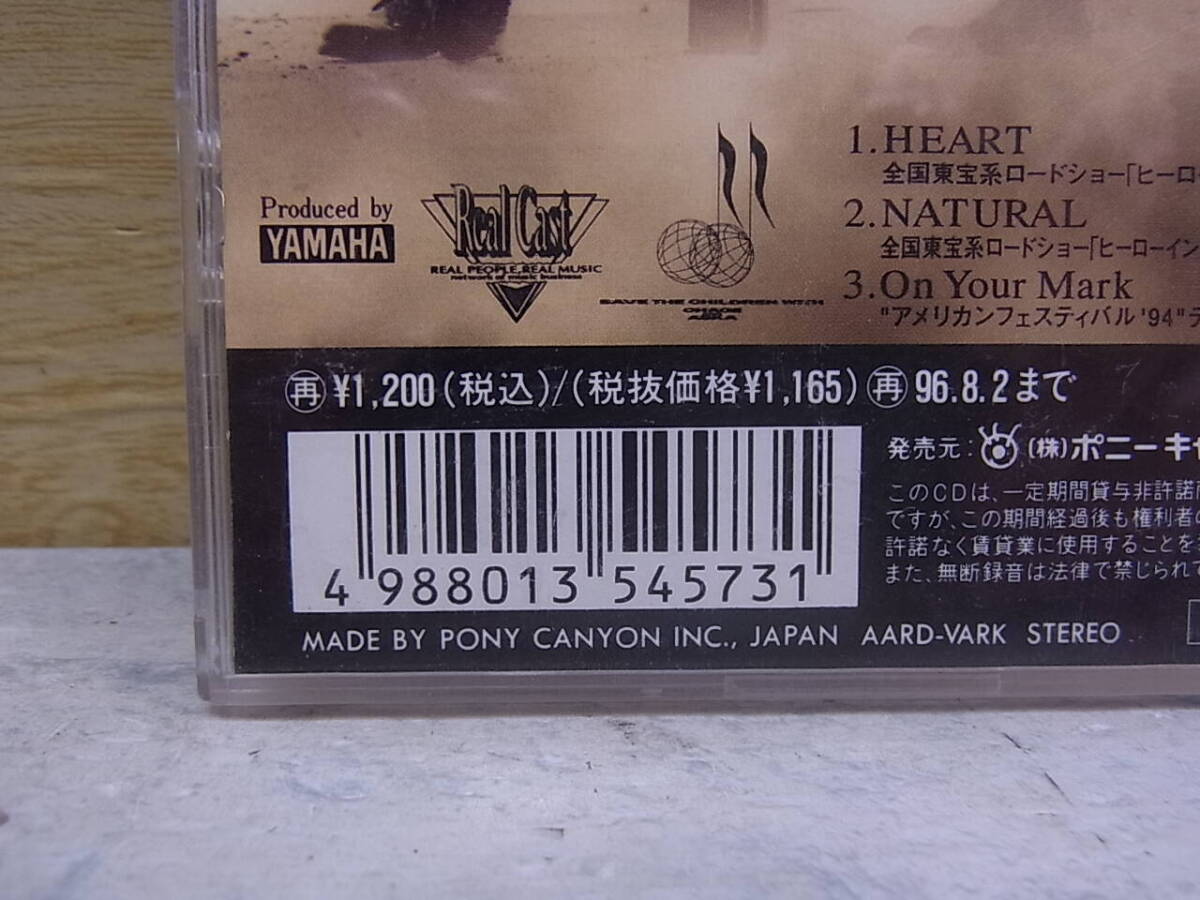 Produced by
YAMAHA
Real Cast
REAL PEOPLE, REAL MUSIC
network of music business
SAVE THE CHILDREN WITH
CHAGE
ASKA
1.HEART
全国東宝系ロードショー「ヒーロー
2.NATURAL
全国東宝系ロードショー「ヒーローイン
3.On Your Mark
"アメリカンフェスティバル '94"テ
再 ¥1,200(税込)/(税抜価格¥1,165) 再 96.8.2まで
発売元: (株)ポニーキャ
このCDは、一定期間貸与非許諾
ですが、この期間経過後も権利者の
許諾なく賃貸業に使用することを
また、無断録音は法律で禁じられて
4 988013 545731
MADE BY PONY CANYON INC., JAPAN AARD-VARK STEREO